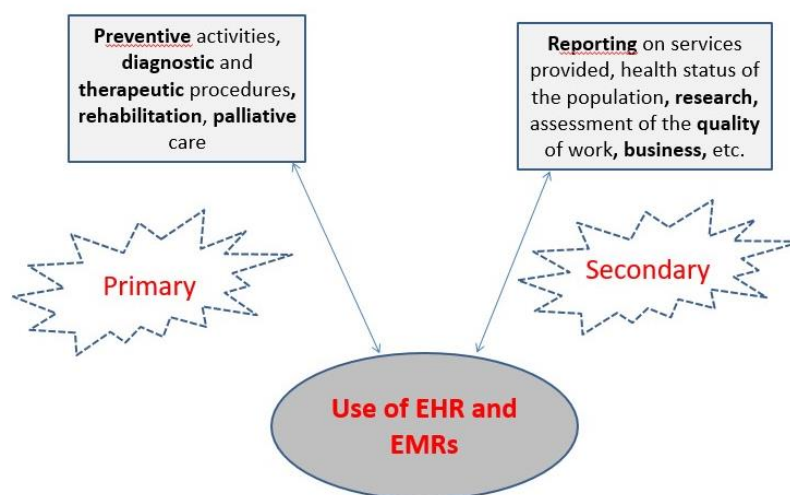 Preventive activities,
diagnostic and
therapeutic procedures,
rehabilitation, palliative
care
Reporting on services
provided, health status of
the population, research,
assessment of the quality
of work, business, etc.
Primary
Secondary
Use of EHR and
EMRs